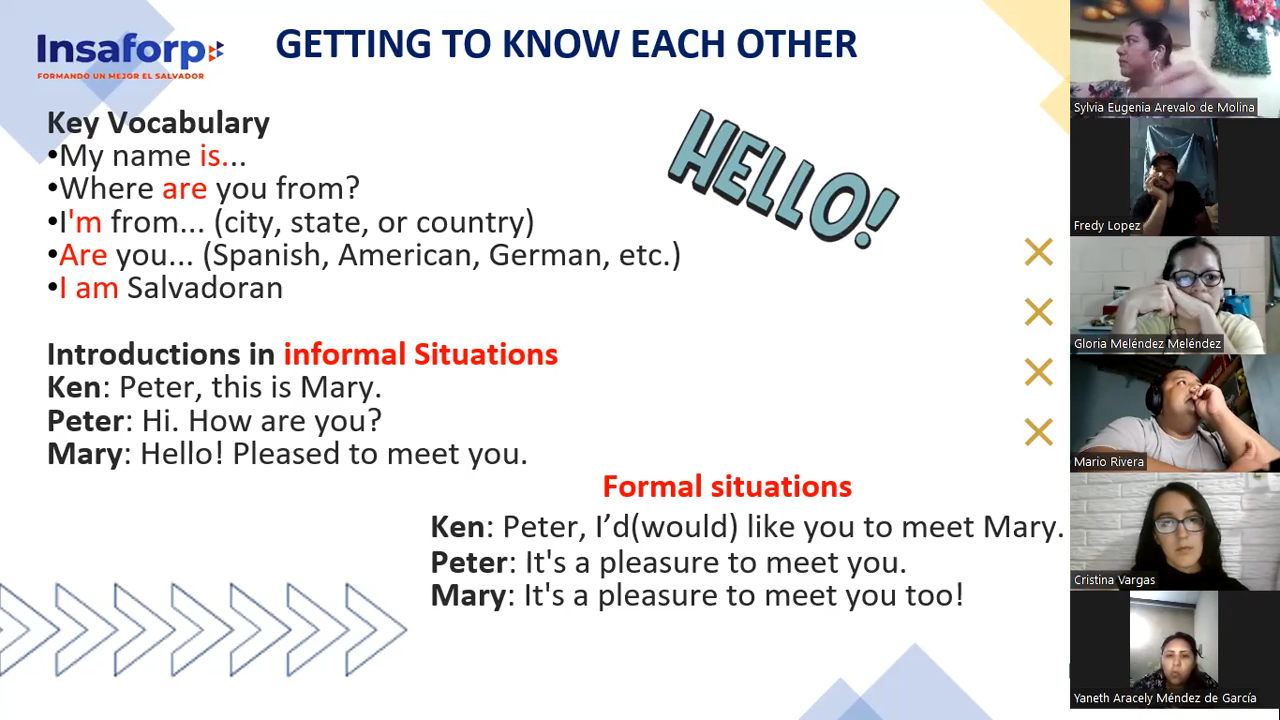 Insaforp
FORMANDO UN MEJOR EL SALVADOR
GETTING TO KNOW EACH OTHER
Key Vocabulary
•My name is...
•Where are you from?
•I'm from... (city, state, or country)
•Are you... (Spanish, American, German, etc.)
•I am Salvadoran
HELLO!
Introductions in informal Situations
Ken: Peter, this is Mary.
Peter: Hi. How are you?
Mary: Hello! Pleased to meet you.
Formal situations
Ken: Peter, I’d(would) like you to meet Mary.
Peter: It's a pleasure to meet you.
Mary: It's a pleasure to meet you too!
Sylvia Eugenia Arevalo de Molina
Fredy Lopez
Gloria Meléndez Meléndez
Mario Rivera
Cristina Vargas
Yaneth Aracely Méndez de García